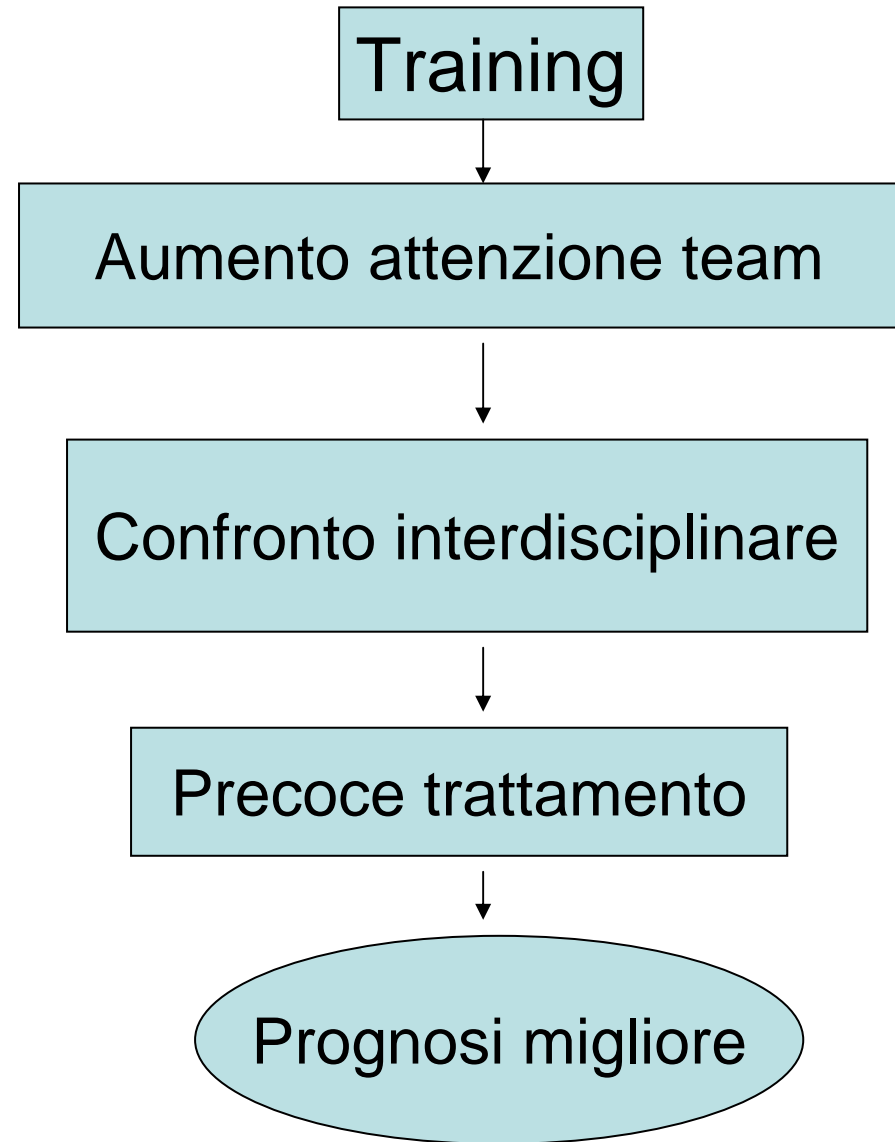 Training
Aumento attenzione team
Confronto interdisciplinare
Precoce trattamento
Prognosi migliore